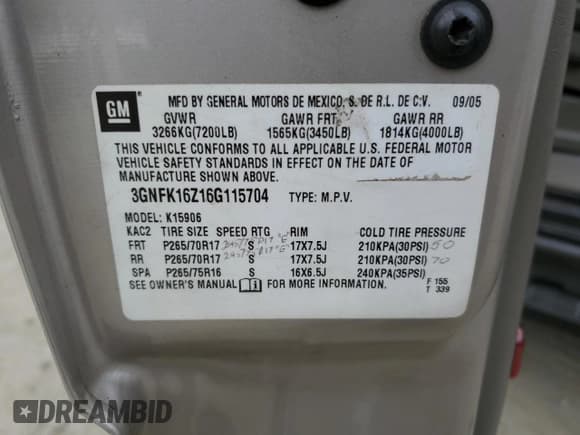 GM
MFD BY GENERAL MOTORS DE MEXICO, S. DE R.L. DE C.V. 09/05
GVWR GAWR FRT GAWR RR
3266KG(7200LB) 1565KG(3450LB) 1814KG(4000LB)
THIS VEHICLE CONFORMS TO ALL APPLICABLE U.S. FEDERAL MOTOR
VEHICLE SAFETY STANDARDS IN EFFECT ON THE DATE OF
MANUFACTURE SHOWN ABOVE.
3GNFK16Z16G115704 TYPE: M.P.V.
MODEL: K15906
KAC2 TIRE SIZE SPEED RTG RIM COLD TIRE PRESSURE
FRT P265/70R17 S 17X7.5J 210KPA(30PSI) 50
RR P265/70R17 17X7.5J 210KPA(30PSI) 70
SPA P265/75R16 S 16X6.5J 240KPA(35PSI)
SEE OWNER'S MANUAL FOR MORE INFORMATION.
F 155
T 339
DREAMBID